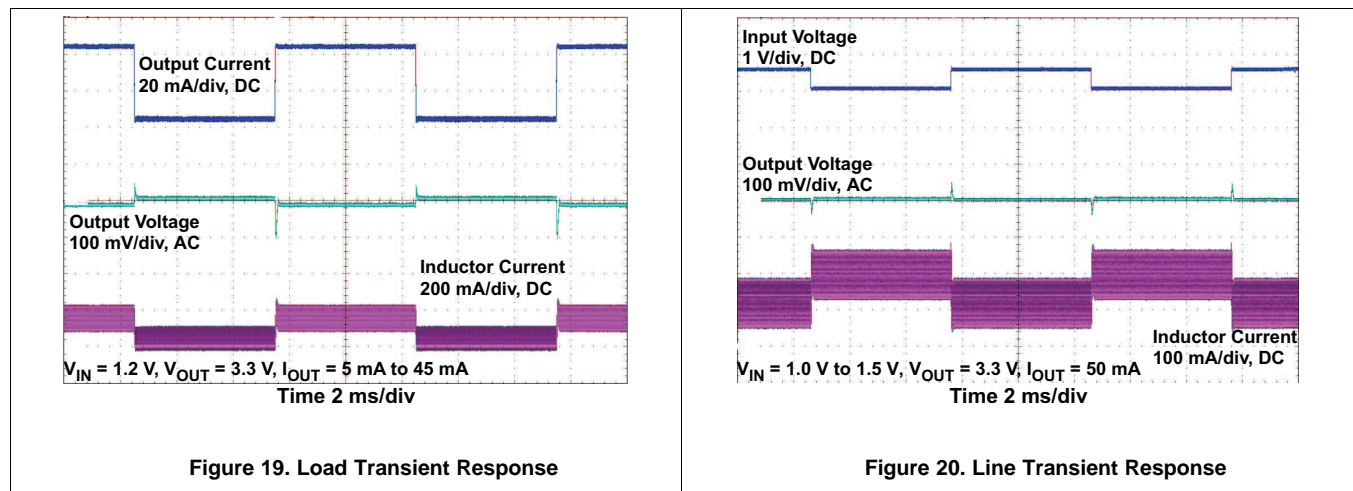 Output Current
20 mA/div, DC
Output Voltage
100 mV/div, AC
Inductor Current
200 mA/div, DC
V_IN = 1.2 V, V_OUT = 3.3 V, I_OUT = 5 mA to 45 mA
Time 2 ms/div
Figure 19. Load Transient Response
Input Voltage
1 V/div, DC
Output Voltage
100 mV/div, AC
Inductor Current
100 mA/div, DC
V_IN = 1.0 V to 1.5 V, V_OUT = 3.3 V, I_OUT = 50 mA
Time 2 ms/div
Figure 20. Line Transient Response